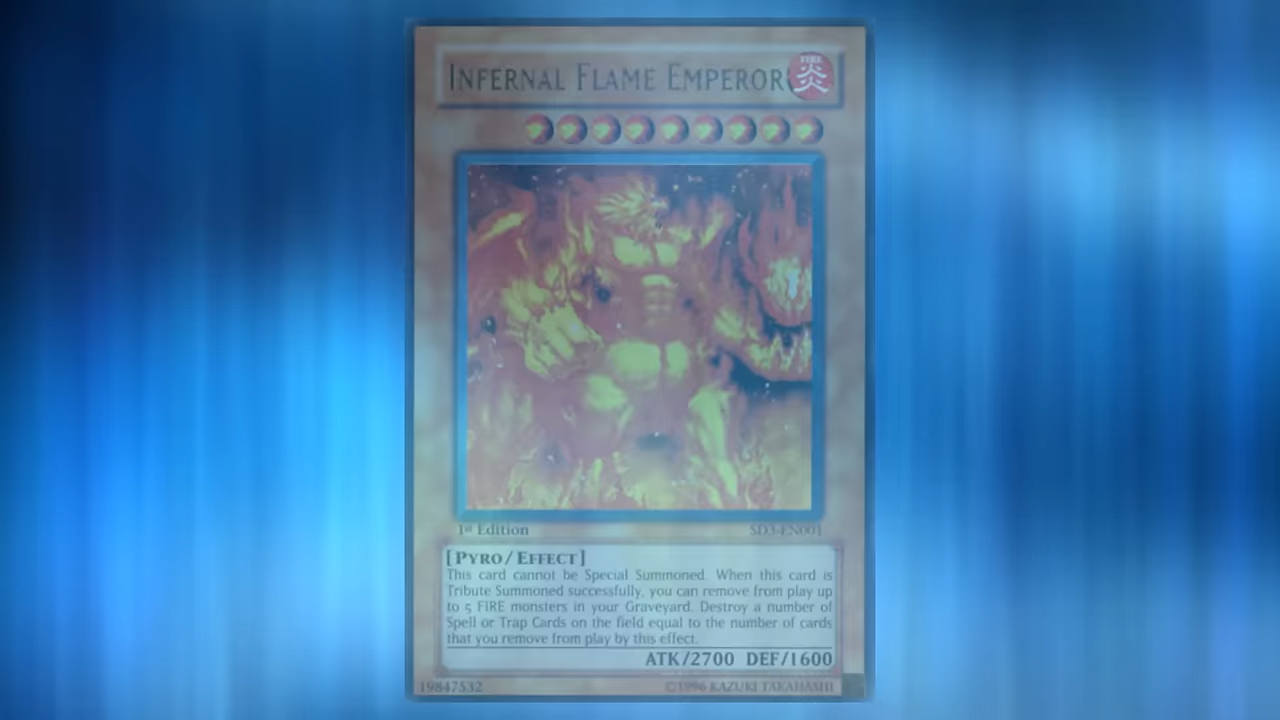 INFERNAL FLAME EMPEROR
FIRE
炎
1st Edition
SD3-EN001
[PYRO/EFFECT]
This card cannot be Special Summoned. When this card is
Tribute Summoned successfully, you can remove from play up
to 5 FIRE monsters in your Graveyard. Destroy a number of
Spell or Trap Cards on the field equal to the number of cards
that you remove from play by this effect.
ATK/2700 DEF/1600
19847532
©1996 KAZUKI TAKAHASHI